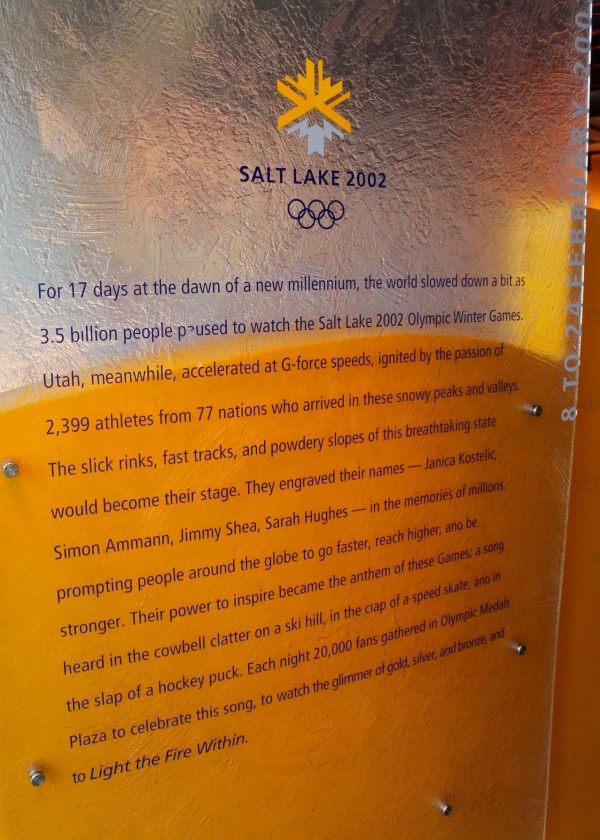 SALT LAKE 2002
For 17 days at the dawn of a new millennium, the world slowed down a bit as
3.5 billion people paused to watch the Salt Lake 2002 Olympic Winter Games.
Utah, meanwhile, accelerated at G-force speeds, ignited by the passion of
2,399 athletes from 77 nations who arrived in these snowy peaks and valleys.
The slick rinks, fast tracks, and powdery slopes of this breathtaking state
would become their stage. They engraved their names — Janica Kostelic,
Simon Ammann, Jimmy Shea, Sarah Hughes — in the memories of millions.
prompting people around the globe to go faster, reach higher, and be
stronger. Their power to inspire became the anthem of these Games; a song
heard in the cowbell clatter on a ski hill, in the clap of a speed skate, and in
the slap of a hockey puck. Each night 20,000 fans gathered in Olympic Medals
Plaza to celebrate this song, to watch the glimmer of gold, silver, and bronze, and
to Light the Fire Within.
8 TO 24 FEBRUARY 200